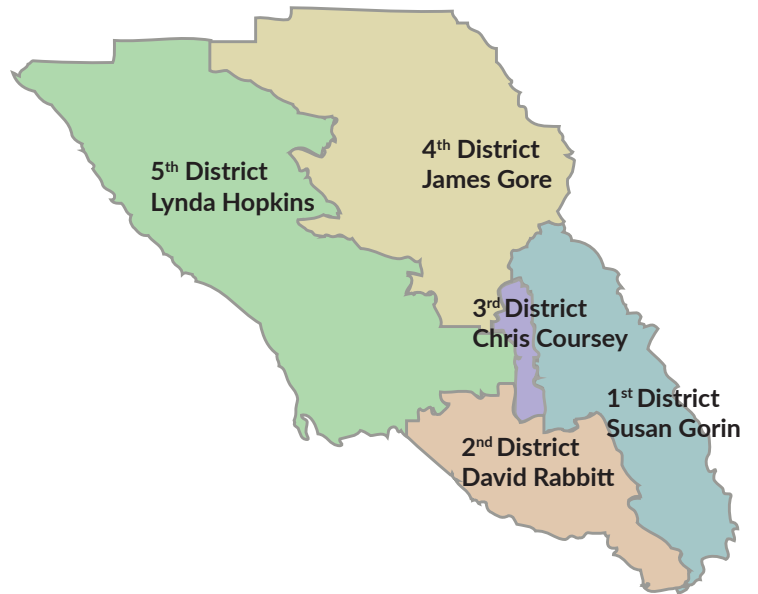 4th District
James Gore
5th District
Lynda Hopkins
3rd District
Chris Coursey
1st District
Susan Gorin
2nd District
David Rabbitt